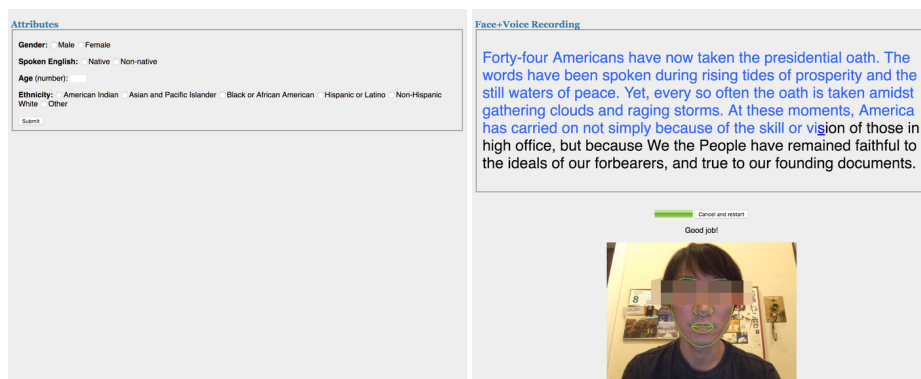 Attributes
Gender: Male Female
Spoken English: Native Non-native
Age (number):
Ethnicity: American Indian Asian and Pacific Islander Black or African American Hispanic or Latino Non-Hispanic
White Other
Submit
Face+Voice Recording
Forty-four Americans have now taken the presidential oath. The
words have been spoken during rising tides of prosperity and the
still waters of peace. Yet, every so often the oath is taken amidst
gathering clouds and raging storms. At these moments, America
has carried on not simply because of the skill or vision of those in
high office, but because We the People have remained faithful to
the ideals of our forbearers, and true to our founding documents.
Cancel and restart
Good job!
8